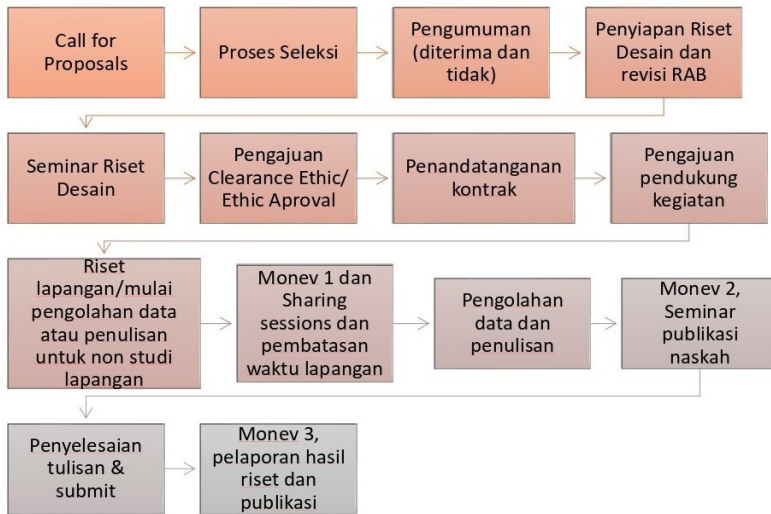 Call for
Proposals
Proses Seleksi
Pengumuman
(diterima dan
tidak)
Penyiapan Riset
Desain dan
revisi RAB
Seminar Riset
Desain
Pengajuan
Clearance Ethic/
Ethic Aproval
Penandatanganan
kontrak
Pengajuan
pendukung
kegiatan
Riset
lapangan/mulai
pengolahan data
atau penulisan
untuk non studi
lapangan
Monev 1 dan
Sharing
sessions dan
pembatasan
waktu lapangan
Pengolahan
data dan
penulisan
Monev 2,
Seminar
publikasi
naskah
Penyelesaian
tulisan &
submit
Monev 3,
pelaporan hasil
riset dan
publikasi